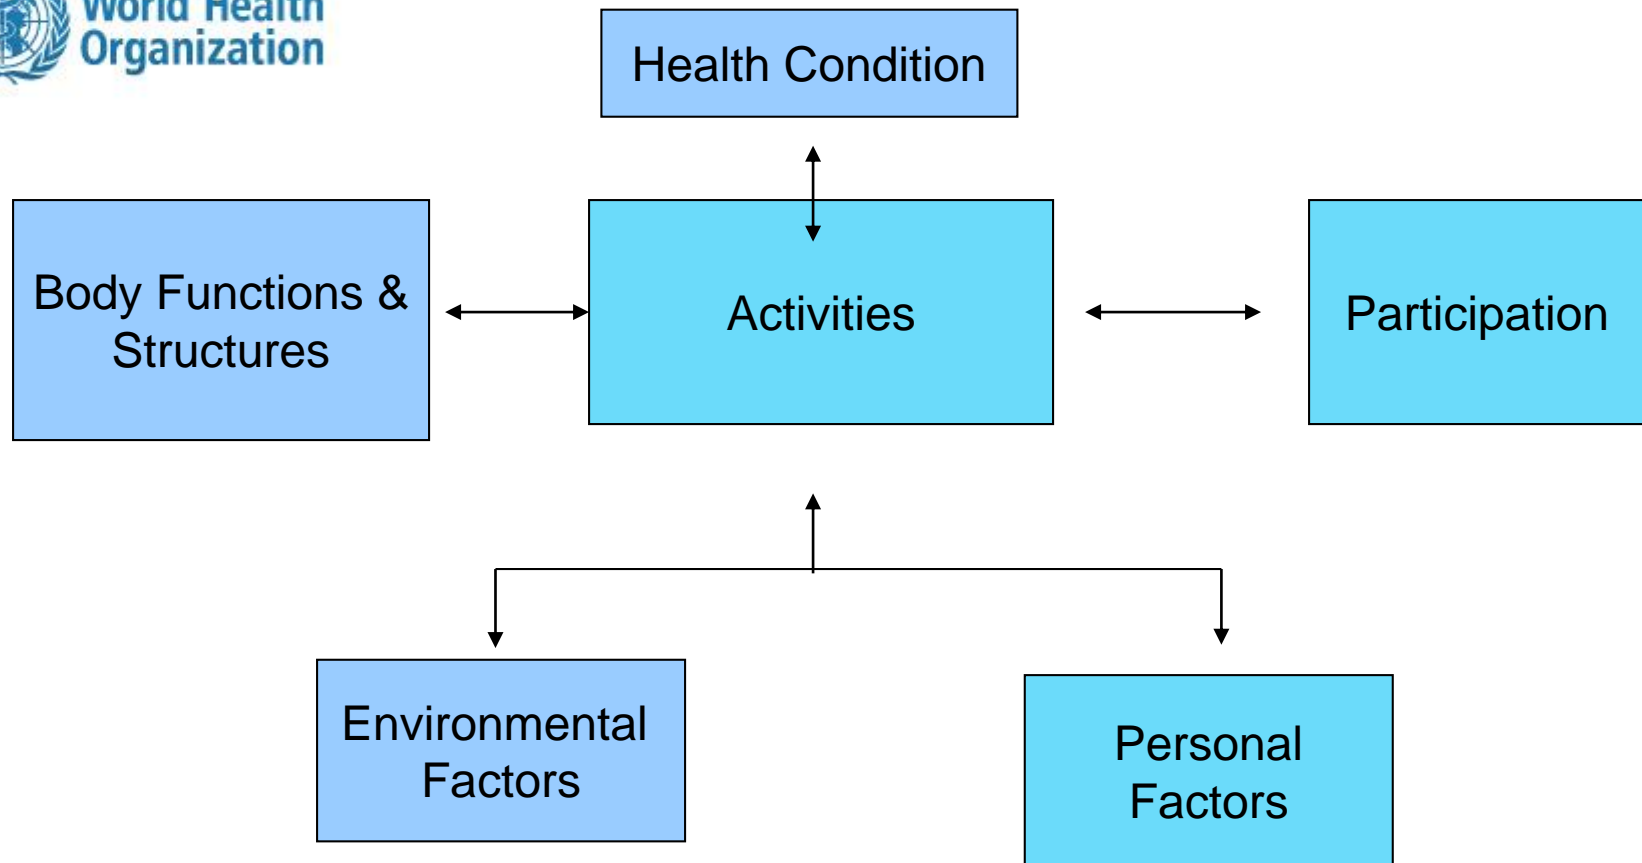 World Health
Organization
Health Condition
Body Functions &
Structures
Activities
Participation
Environmental
Factors
Personal
Factors